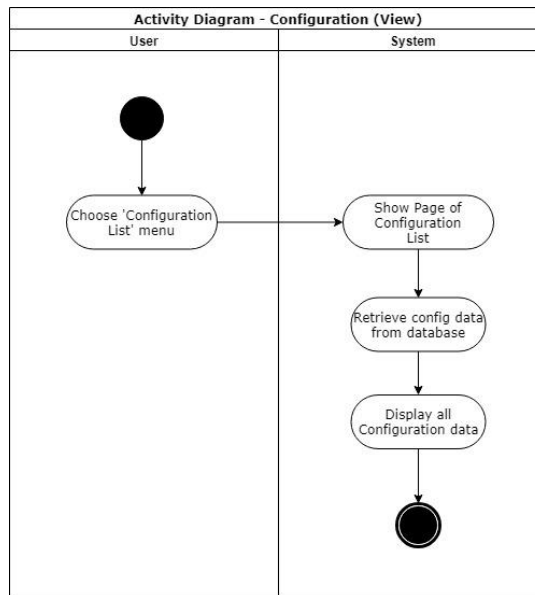 Activity Diagram - Configuration (View)
User
System
Choose 'Configuration
List' menu
Show Page of
Configuration
List
Retrieve config data
from database
Display all
Configuration data